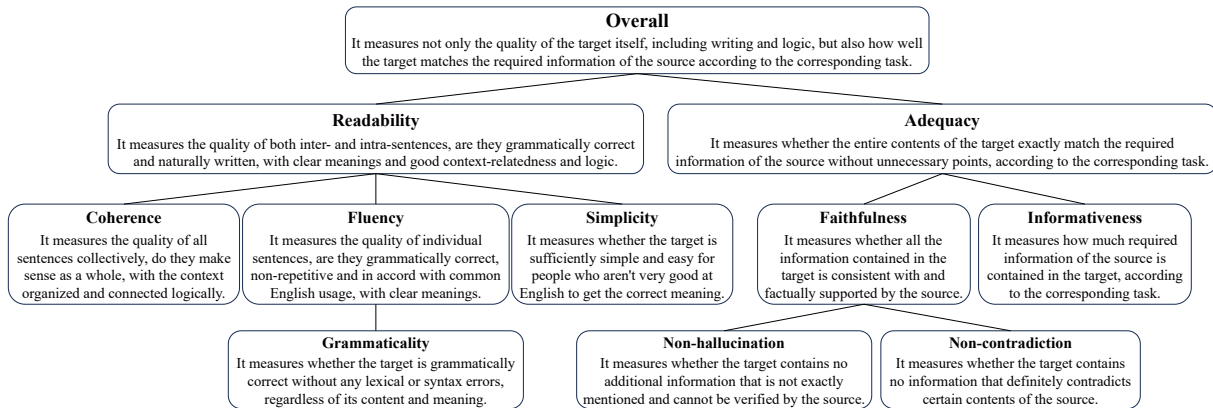 Overall
It measures not only the quality of the target itself, including writing and logic, but also how well
the target matches the required information of the source according to the corresponding task.
Readability
It measures the quality of both inter- and intra-sentences, are they grammatically correct
and naturally written, with clear meanings and good context-relatedness and logic.
Adequacy
It measures whether the entire contents of the target exactly match the required
information of the source without unnecessary points, according to the corresponding task.
Coherence
It measures the quality of all
sentences collectively, do they make
sense as a whole, with the context
organized and connected logically.
Fluency
It measures the quality of individual
sentences, are they grammatically correct,
non-repetitive and in accord with common
English usage, with clear meanings.
Simplicity
It measures whether the target is
sufficiently simple and easy for
people who aren't very good at
English to get the correct meaning.
Faithfulness
It measures whether all the
information contained in the
target is consistent with and
factually supported by the source.
Informativeness
It measures how much required
information of the source is
contained in the target, according
to the corresponding task.
Grammaticality
It measures whether the target is grammatically
correct without any lexical or syntax errors,
regardless of its content and meaning.
Non-hallucination
It measures whether the target contains no
additional information that is not exactly
mentioned and cannot be verified by the source.
Non-contradiction
It measures whether the target contains
no information that definitely contradicts
certain contents of the source.